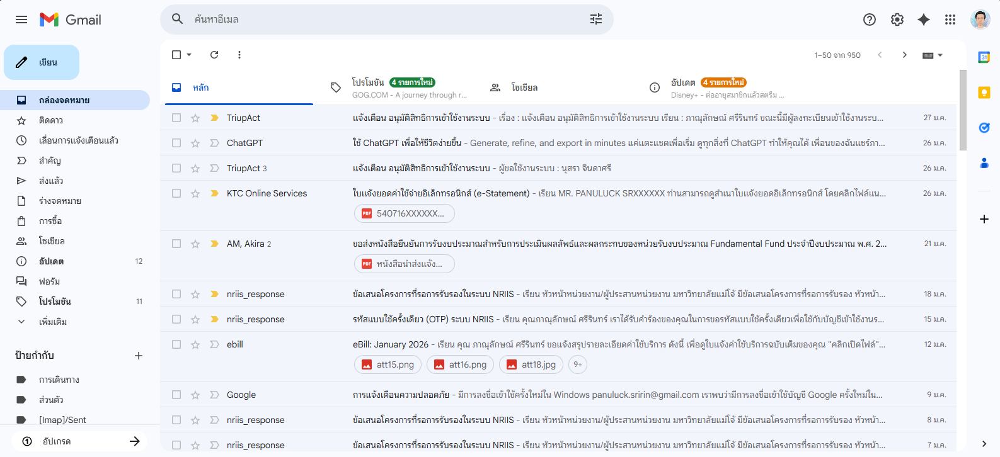 Gmail
ค้นหาอีเมล
เขียน
กล่องจดหมาย
ติดดาว
เลื่อนการแจ้งเตือนแล้ว
สำคัญ
ส่งแล้ว
ร่างจดหมาย
การซื้อ
โซเชียล
อัปเดต 12
ฟอรัม
โปรโมชัน 11
เพิ่มเติม
ป้ายกำกับ
การเดินทาง
ส่วนตัว
[Imap]/Sent
อัปเกรด
1–50 จาก 950
หลัก
โปรโมชัน 4 รายการใหม่
GOG.COM - A journey through r...
โซเชียล
อัปเดต 4 รายการใหม่
Disney+ - ต่ออายุสมาชิกแล้วสตรีม ...
TriupAct แจ้งเตือน อนุมัติสิทธิการเข้าใช้งานระบบ - เรื่อง : แจ้งเตือน อนุมัติสิทธิการเข้าใช้งานระบบ เรียน : ภาณุลักษณ์ ศรีรินทร์ ขณะนี้มีผู้ลงทะเบียนเข้าใช้งานระบ... 27 ม.ค.
ChatGPT ใช้ ChatGPT เพื่อให้ชีวิตง่ายขึ้น - Generate, refine, and export in minutes แค่แตะแชตเพื่อเริ่ม ดูทุกสิ่งที่ ChatGPT ทำให้คุณได้ เพื่อนของฉันแชร์ภา... 26 ม.ค.
TriupAct 3 แจ้งเตือน อนุมัติสิทธิการเข้าใช้งานระบบ - ผู้ขอใช้งานระบบ : นุสรา จินดาศรี 26 ม.ค.
KTC Online Services ใบแจ้งยอดค่าใช้จ่ายอิเล็กทรอนิกส์ (e-Statement) - เรียน MR. PANULUCK SRXXXXXX ท่านสามารถดูสำเนาใบแจ้งยอดอิเล็กทรอนิกส์ โดยคลิกไฟล์แน... 26 ม.ค.
PDF 540716XXXXXX...
AM, Akira 2 ขอส่งหนังสือยืนยันการรับงบประมาณสำหรับการประเมินผลลัพธ์และผลกระทบของหน่วยรับงบประมาณ Fundamental Fund ประจำปีงบประมาณ พ.ศ. 2... 21 ม.ค.
PDF หนังสือนำส่งแจ้ง...
nriis_response ข้อเสนอโครงการที่รอการรับรองในระบบ NRIIS - เรียน หัวหน้าหน่วยงาน/ผู้ประสานหน่วยงาน มหาวิทยาลัยแม่โจ้ มีข้อเสนอโครงการที่รอการรับรอง หัวหน้า... 18 ม.ค.
nriis_response รหัสแบบใช้ครั้งเดียว (OTP) ระบบ NRIIS - เรียน คุณภาณุลักษณ์ ศรีรินทร์ เราได้รับคำร้องของคุณในการขอรหัสแบบใช้ครั้งเดียวเพื่อใช้กับบัญชีเข้าใช้งานร... 15 ม.ค.
ebill eBill: January 2026 - เรียน คุณ ภาณุลักษณ์ ศรีรินทร์ ขอแจ้งสรุปรายละเอียดค่าใช้บริการ ดังนี้ เพื่อดูใบแจ้งค่าใช้บริการฉบับเต็มของคุณ "คลิกเปิดไฟล์"... 12 ม.ค.
att15.png att16.png att18.jpg 9+
Google การแจ้งเตือนความปลอดภัย - มีการลงชื่อเข้าใช้ครั้งใหม่ใน Windows panuluck.sririn@gmail.com เราพบว่ามีการลงชื่อเข้าใช้บัญชี Google ครั้งใหม่ใน... 9 ม.ค.
nriis_response ข้อเสนอโครงการที่รอการรับรองในระบบ NRIIS - เรียน หัวหน้าหน่วยงาน/ผู้ประสานหน่วยงาน มหาวิทยาลัยแม่โจ้ มีข้อเสนอโครงการที่รอการรับรอง หัวหน้า... 8 ม.ค.
nriis_response ข้อเสนอโครงการที่รอการรับรองในระบบ NRIIS - เรียน หัวหน้าหน่วยงาน/ผู้ประสานหน่วยงาน มหาวิทยาลัยแม่โจ้ มีข้อเสนอโครงการที่รอการรับรอง หัวหน้า... 7 ม.ค.
31